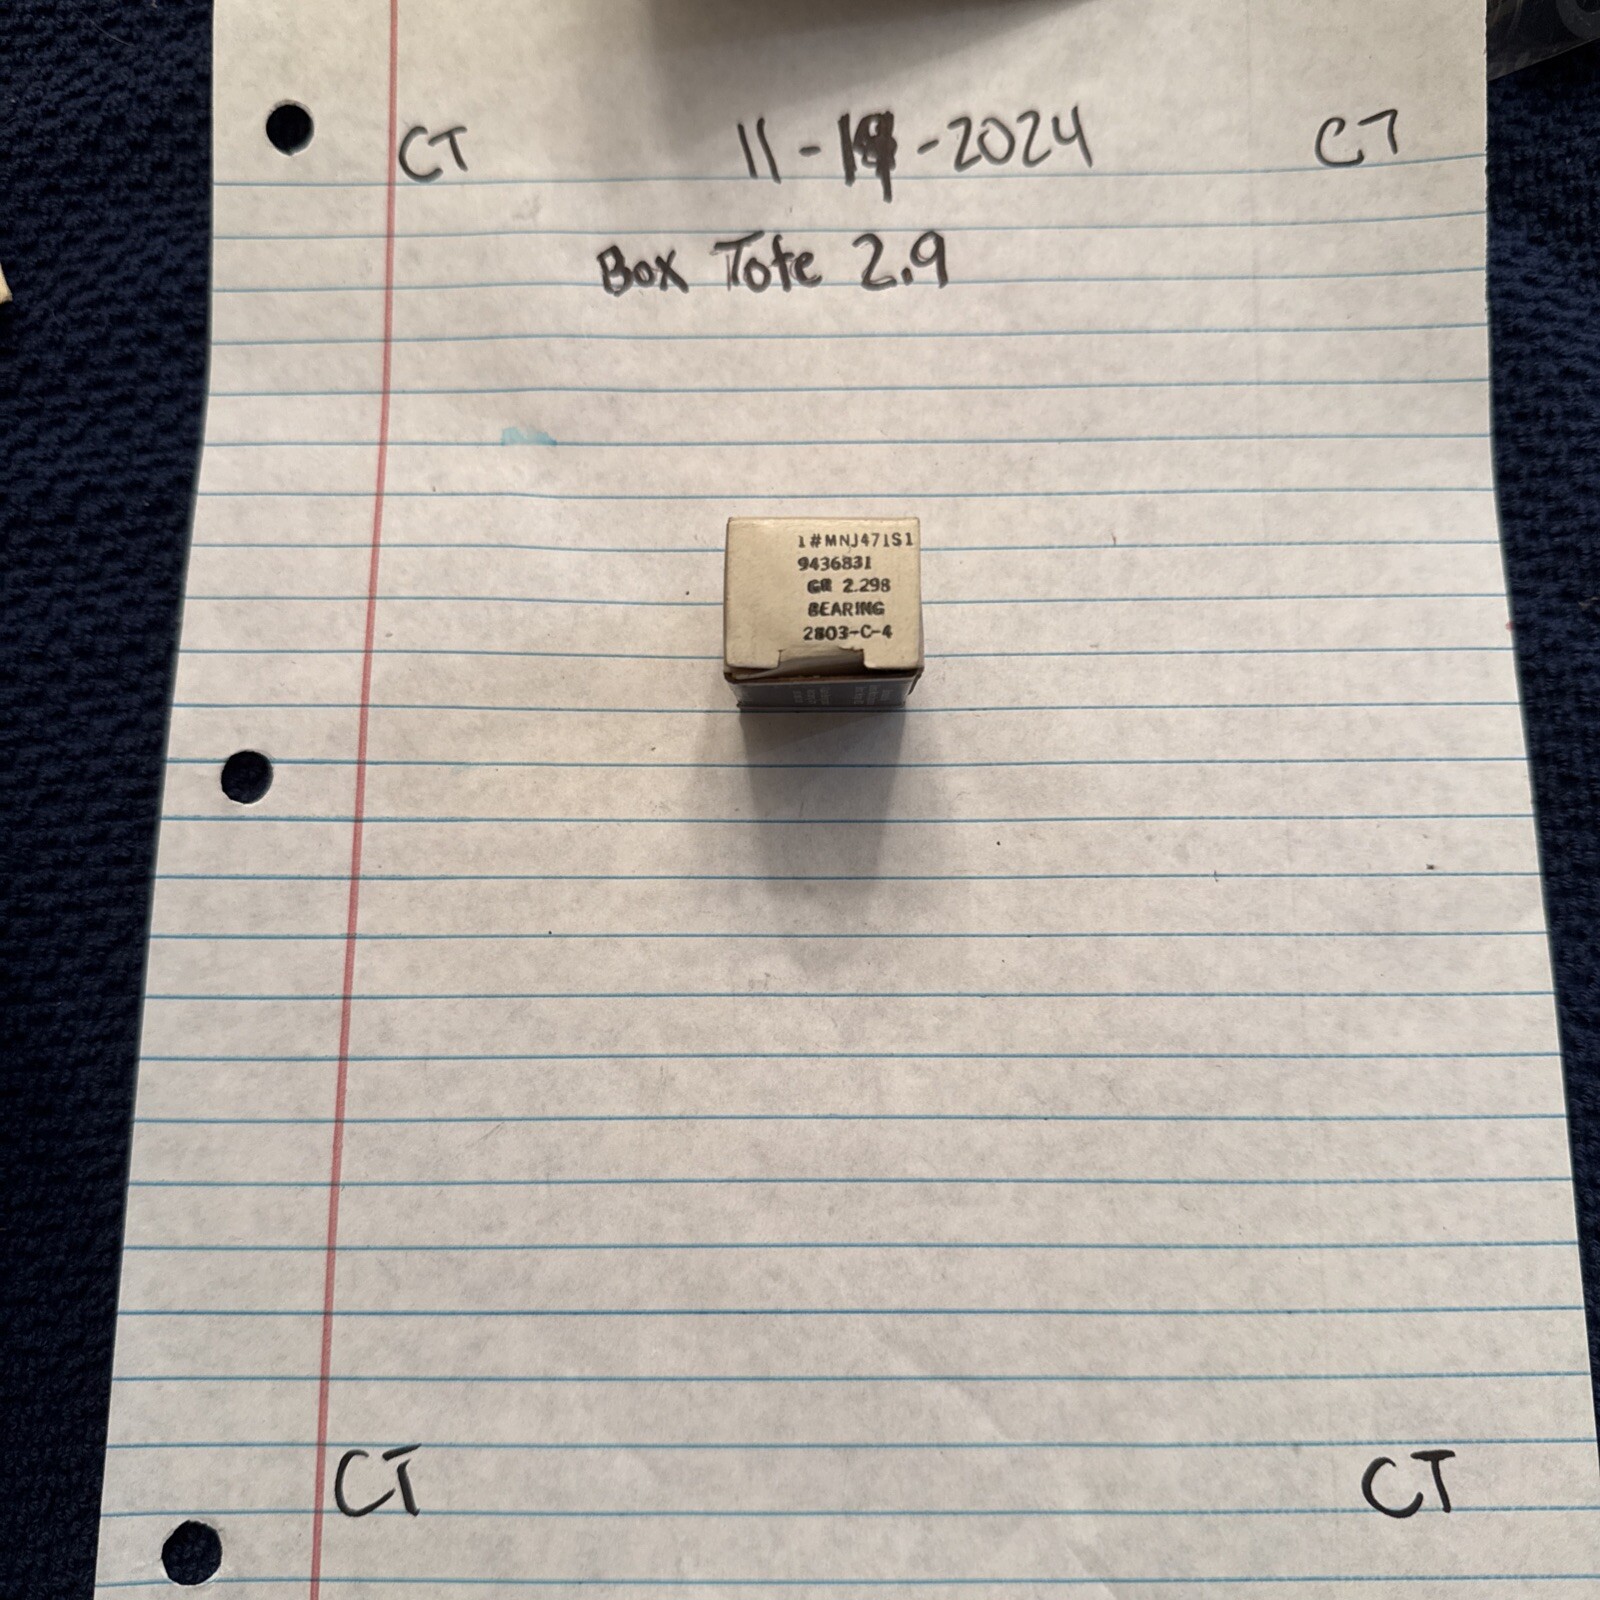 CT 11- -2024 CT
Box Tote 2.9
1#MNJ471S1
9436831
GR 2.298
BEARING
2803-C-4
CT CT